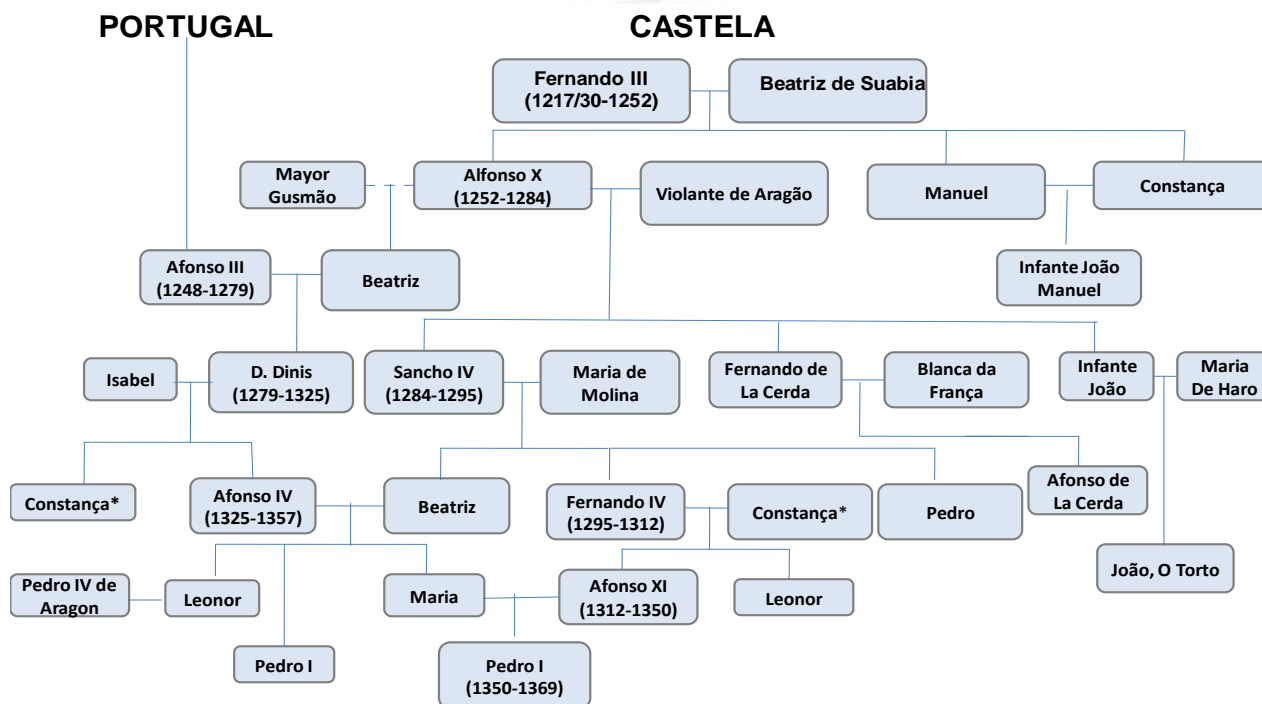 PORTUGAL
CASTELA
Fernando III
(1217/30-1252)
Beatriz de Suabia
Mayor
Gusmão
Alfonso X
(1252-1284)
Violante de Aragão
Manuel
Constança
Afonso III
(1248-1279)
Beatriz
Infante João
Manuel
Isabel
D. Dinis
(1279-1325)
Sancho IV
(1284-1295)
Maria de
Molina
Fernando de
La Cerda
Blanca da
França
Infante
João
Maria
De Haro
Constança*
Afonso IV
(1325-1357)
Beatriz
Fernando IV
(1295-1312)
Constança*
Pedro
Afonso de
La Cerda
Pedro IV de
Aragon
Leonor
Maria
Afonso XI
(1312-1350)
Leonor
João, O Torto
Pedro I
Pedro I
(1350-1369)